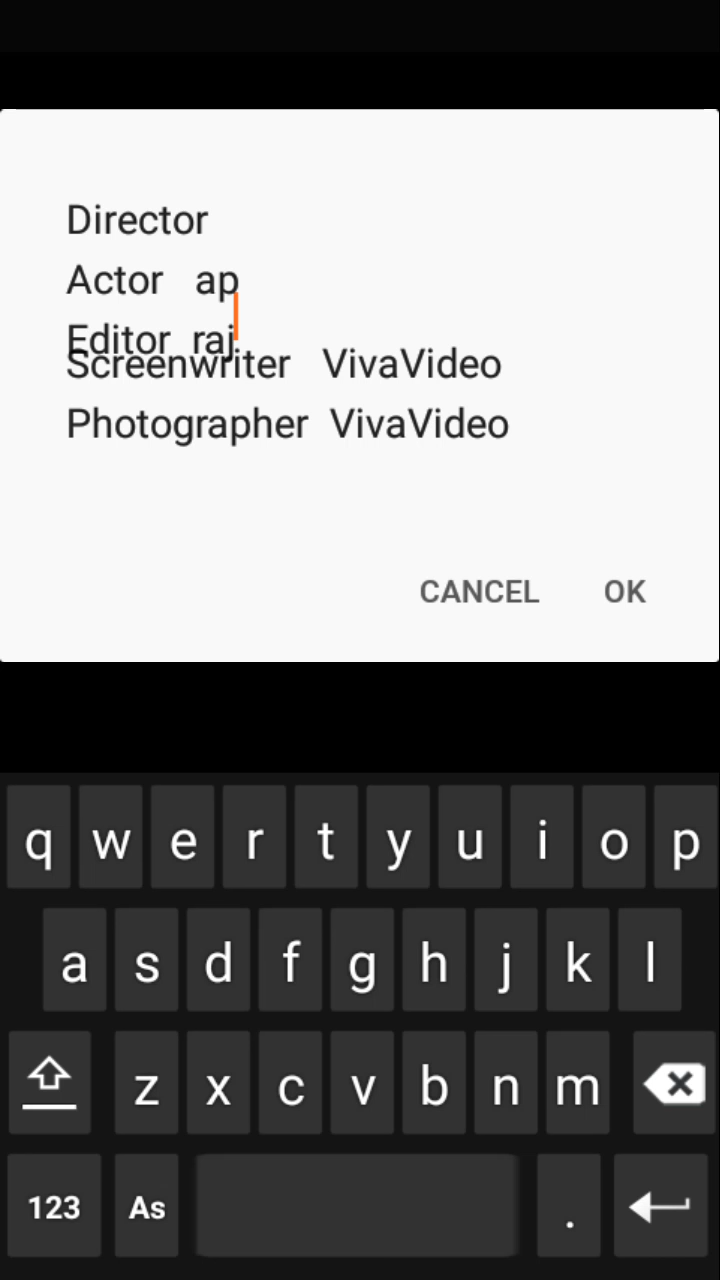 Director
Actor ap
Editor raj
Screenwriter VivaVideo
Photographer VivaVideo
CANCEL OK
q w e r t y u i o p
a s d f g h j k l
z x c v b n m
123 As .